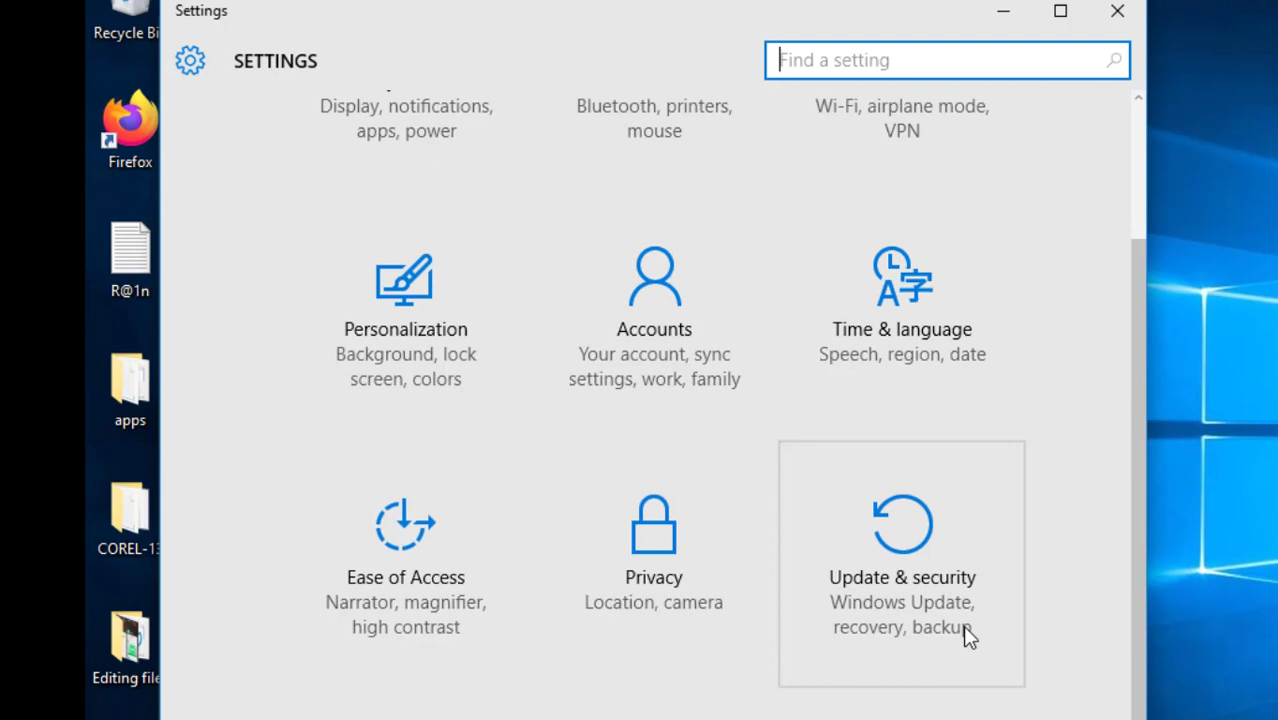 Settings
SETTINGS
Find a setting
Recycle Bi
Firefox
R@1n
apps
COREL-13
Editing file
Display, notifications,
apps, power
Bluetooth, printers,
mouse
Wi-Fi, airplane mode,
VPN
Personalization
Background, lock
screen, colors
Accounts
Your account, sync
settings, work, family
Time & language
Speech, region, date
Ease of Access
Narrator, magnifier,
high contrast
Privacy
Location, camera
Update & security
Windows Update,
recovery, backup